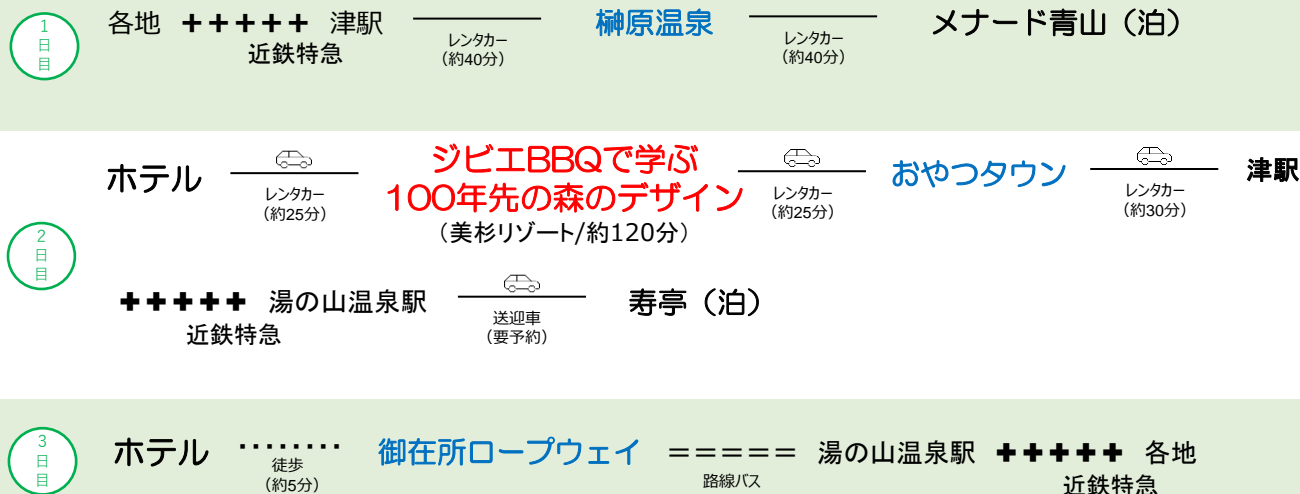 1日目
各地 +++++ 津駅 榊原温泉 メナード青山（泊）
近鉄特急
レンタカー
（約40分）
レンタカー
（約40分）
2日目
ホテル ジビエBBQで学ぶ おやつタウン 津駅
100年先の森のデザイン
（美杉リゾート/約120分）
レンタカー
（約25分）
レンタカー
（約25分）
レンタカー
（約30分）
+++++ 湯の山温泉駅 寿亭（泊）
近鉄特急
送迎車
（要予約）
3日目
ホテル ‥‥‥‥ 御在所ロープウェイ ＝＝＝＝＝ 湯の山温泉駅 +++++ 各地
徒歩
（約5分）
路線バス
近鉄特急